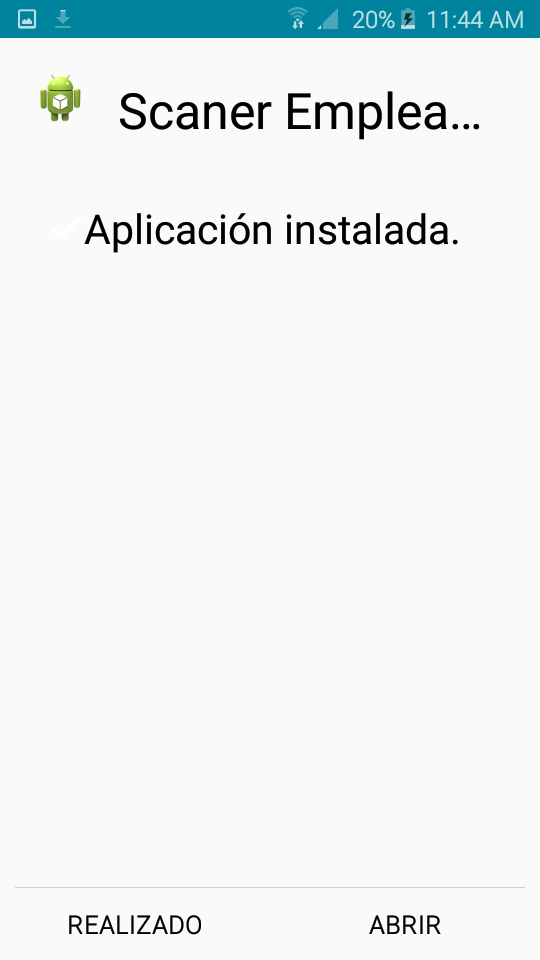 20% 11:44 AM
Scaner Emplea...
Aplicación instalada.
REALIZADO ABRIR